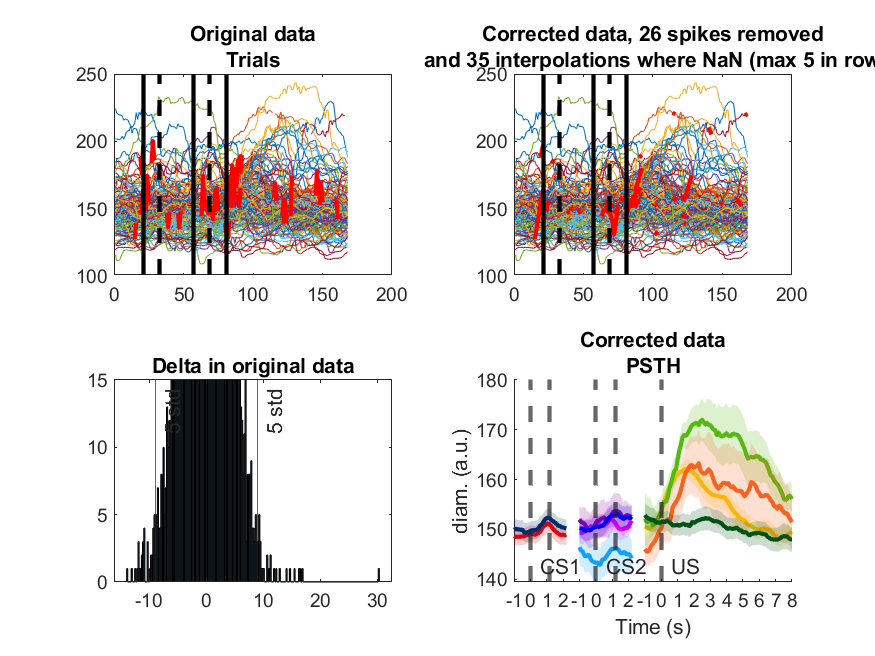 Original data
Trials
250
200
150
100
0 50 100 150 200
Corrected data, 26 spikes removed
and 35 interpolations where NaN (max 5 in row
250
200
150
100
0 50 100 150 200
Delta in original data
15
10
5
0
5 std
5 std
-10 0 10 20 30
Corrected data
PSTH
180
170
160
150
140
diam. (a.u.)
CS1 CS2 US
-1 0 1 2 -1 0 1 2 -1 0 1 2 3 4 5 6 7 8
Time (s)